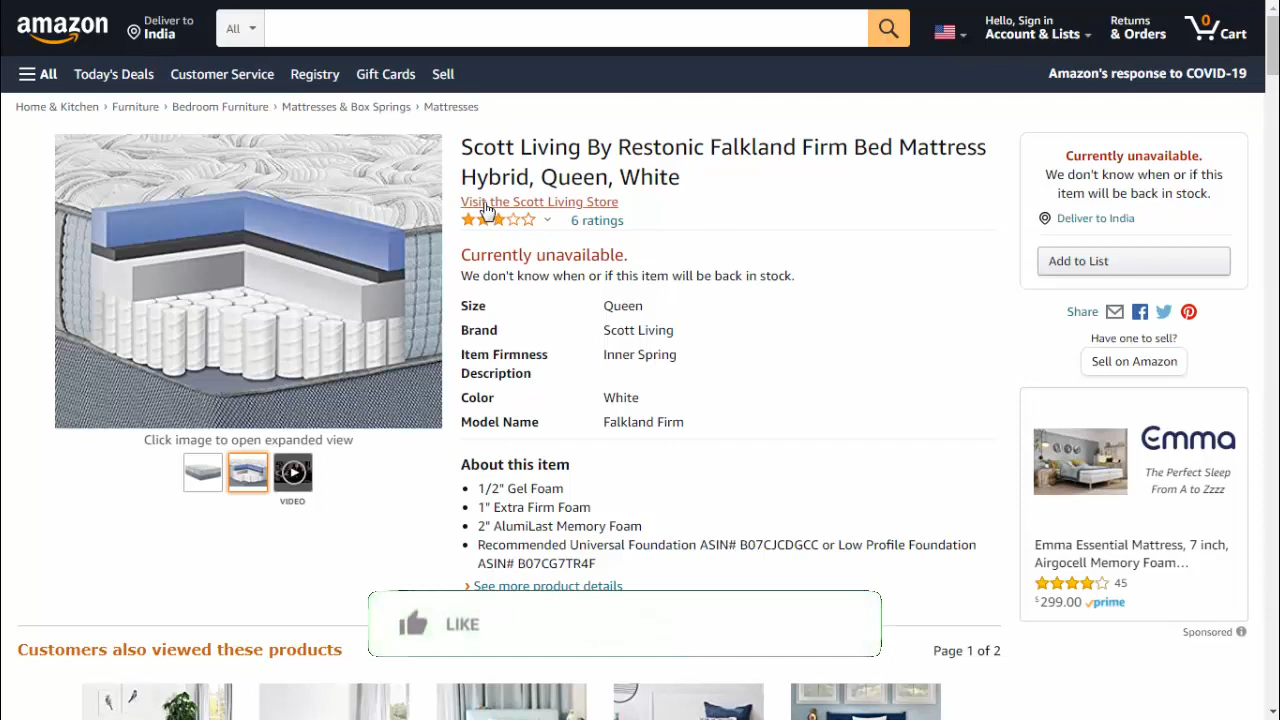 amazon
Deliver to
India
All
Hello, Sign in
Account & Lists
Returns
& Orders
0
Cart
All
Today's Deals
Customer Service
Registry
Gift Cards
Sell
Amazon's response to COVID-19
Home & Kitchen › Furniture › Bedroom Furniture › Mattresses & Box Springs › Mattresses
Scott Living By Restonic Falkland Firm Bed Mattress
Hybrid, Queen, White
Visit the Scott Living Store
6 ratings
Currently unavailable.
We don't know when or if this item will be back in stock.
Size Queen
Brand Scott Living
Item Firmness Inner Spring
Description
Color White
Model Name Falkland Firm
About this item
• 1/2" Gel Foam
• 1" Extra Firm Foam
• 2" AlumiLast Memory Foam
• Recommended Universal Foundation ASIN# B07CJCDGCC or Low Profile Foundation
ASIN# B07CG7TR4F
› See more product details
Click image to open expanded view
VIDEO
Currently unavailable.
We don't know when or if this
item will be back in stock.
Deliver to India
Add to List
Share
Have one to sell?
Sell on Amazon
Emma
The Perfect Sleep
From A to Zzzz
Emma Essential Mattress, 7 inch,
Airgocell Memory Foam…
45
$299.00 prime
Sponsored
LIKE
Customers also viewed these products
Page 1 of 2